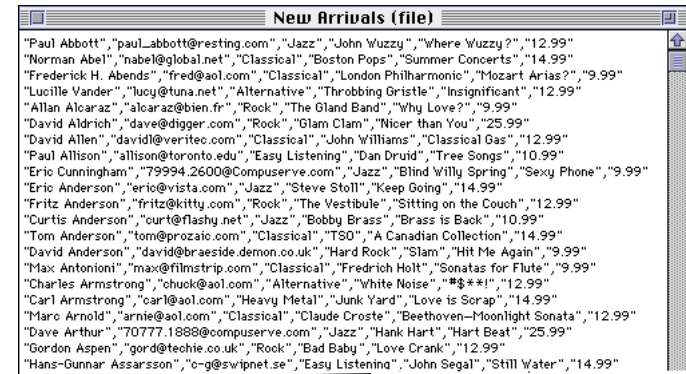 New Arrivals (file)
"Paul Abbott","paul_abbott@resting.com","Jazz","John Wuzzy","Where Wuzzy?","12.99"
"Norman Abel","nabel@global.net","Classical","Boston Pops","Summer Concerts","14.99"
"Frederick H. Abends","fred@aol.com","Classical","London Philharmonic","Mozart Arias?","9.99"
"Lucille Vander","lucy@tuna.net","Alternative","Throbbing Gristle","Insignificant","12.99"
"Allan Alcaraz","alcaraz@bien.fr","Rock","The Gland Band","Why Love?","9.99"
"David Aldrich","dave@digger.com","Rock","Glam Clam","Nicer than You","25.99"
"David Allen","davidl@veritec.com","Classical","John Williams","Classical Gas","12.99"
"Paul Allison","allison@toronto.edu","Easy Listening","Dan Druid","Tree Songs","10.99"
"Eric Cunningham","79994.2600@Compuserve.com","Jazz","Blind Willy Spring","Sexy Phone","9.99"
"Eric Anderson","eric@vista.com","Jazz","Steve Stoll","Keep Going","14.99"
"Fritz Anderson","fritz@kitty.com","Rock","The Vestibule","Sitting on the Couch","12.99"
"Curtis Anderson","curt@flashy.net","Jazz","Bobby Brass","Brass is Back","10.99"
"Tom Anderson","tom@prozaic.com","Classical","TSO","A Canadian Collection","14.99"
"David Anderson","david@braeside.demon.co.uk","Hard Rock","Slam","Hit Me Again","9.99"
"Max Antonioni","max@filmstrip.com","Classical","Fredrich Holt","Sonatas for Flute","9.99"
"Charles Armstrong","chuck@aol.com","Alternative","White Noise","#$**!","12.99"
"Carl Armstrong","carl@aol.com","Heavy Metal","Junk Yard","Love is Scrap","14.99"
"Marc Arnold","arnie@aol.com","Classical","Claude Croste","Beethoven—Moonlight Sonata","12.99"
"Dave Arthur","70777.1888@compuserve.com","Jazz","Hank Hart","Hart Beat","25.99"
"Gordon Aspen","gord@techie.co.uk","Rock","Bad Baby","Love Crank","12.99"
"Hans-Gunnar Assarsson","c-g@swipnet.se","Easy Listening","John Segal","Still Water","14.99"